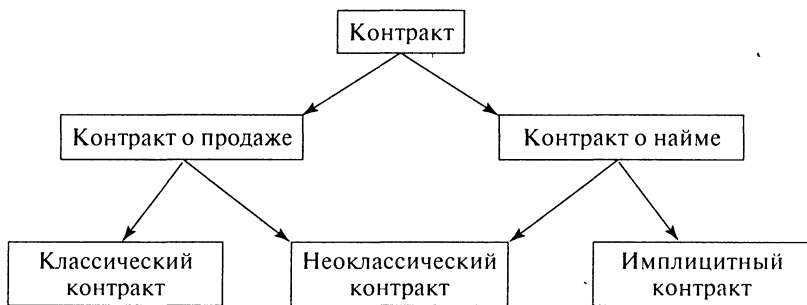 Контракт
Контракт о продаже
Контракт о найме
Классический
контракт
Неоклассический
контракт
Имплицитный
контракт